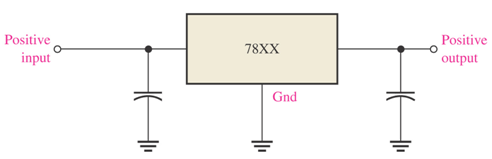 Positive
input
78XX
Gnd
Positive
output